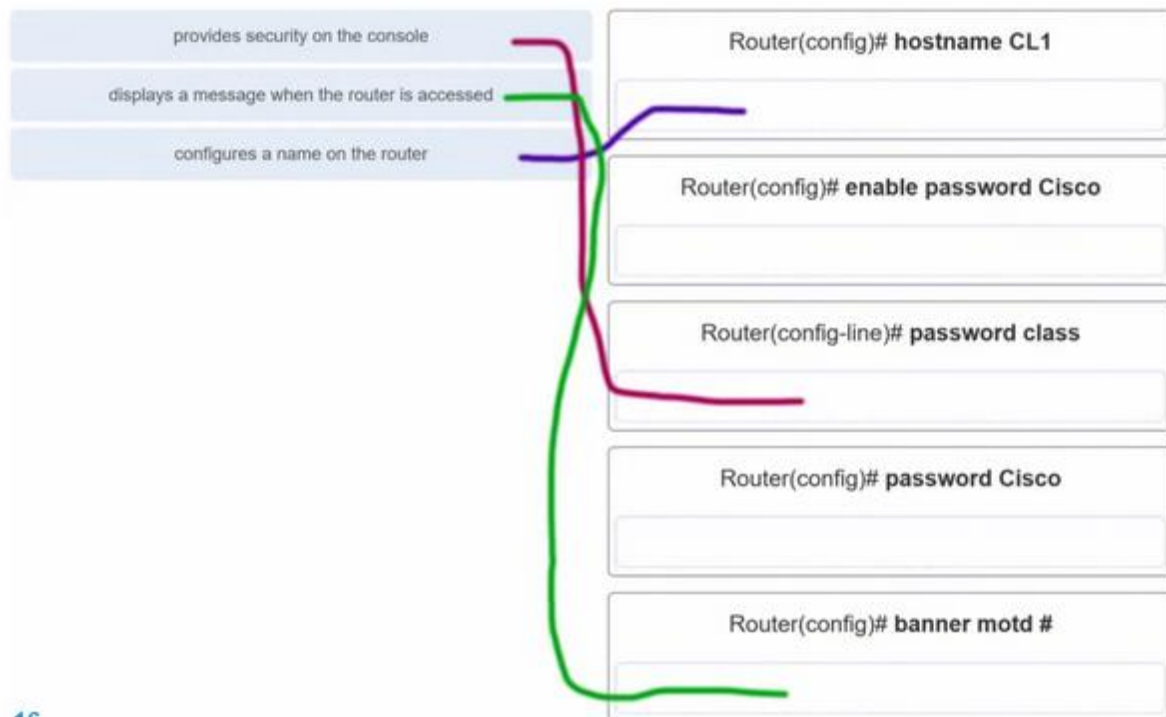 provides security on the console
displays a message when the router is accessed
configures a name on the router
Router(config)# hostname CL1
Router(config)# enable password Cisco
Router(config-line)# password class
Router(config)# password Cisco
Router(config)# banner motd #